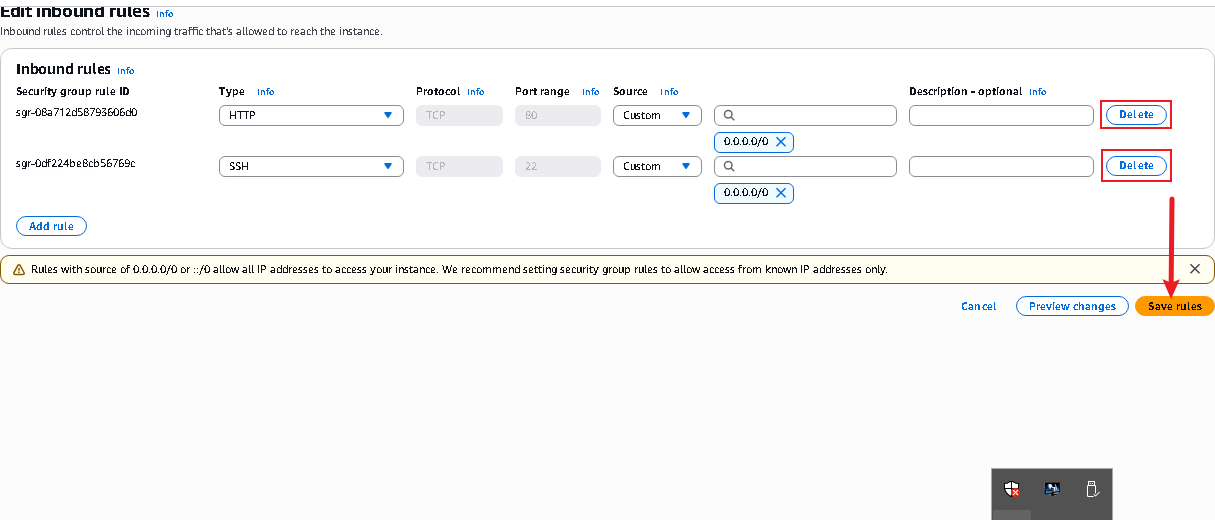 Edit inbound rules Info
Inbound rules control the incoming traffic that's allowed to reach the instance.
Inbound rules Info
Security group rule ID Type Info Protocol Info Port range Info Source Info Description - optional Info
sgr-08a712d58793606d0 HTTP TCP 80 Custom Delete
0.0.0.0/0
sgr-0df224be8cb56769c SSH TCP 22 Custom Delete
0.0.0.0/0
Add rule
Rules with source of 0.0.0.0/0 or ::/0 allow all IP addresses to access your instance. We recommend setting security group rules to allow access from known IP addresses only.
Cancel Preview changes Save rules